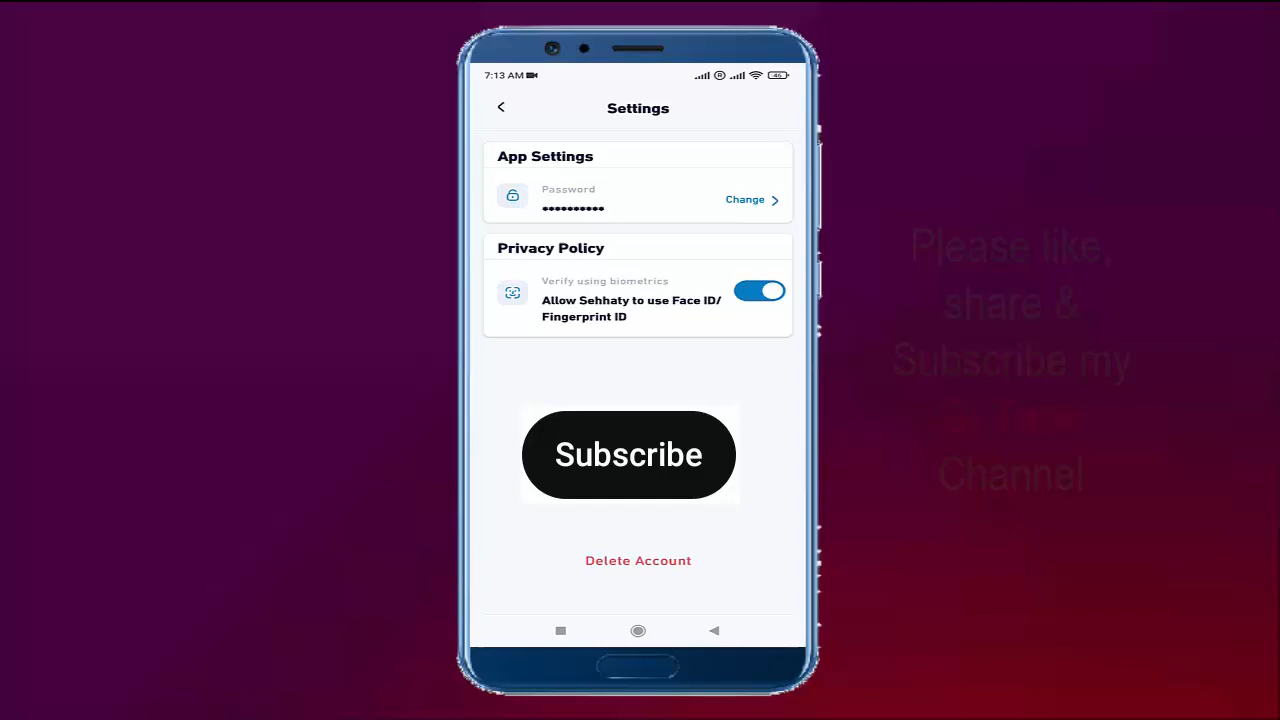 7:13 AM
46
Settings
App Settings
Password
••••••••••
Change
Privacy Policy
Verify using biometrics
Allow Sehhaty to use Face ID/
Fingerprint ID
Subscribe
Delete Account
Please like,
share &
Subscribe my
Channel